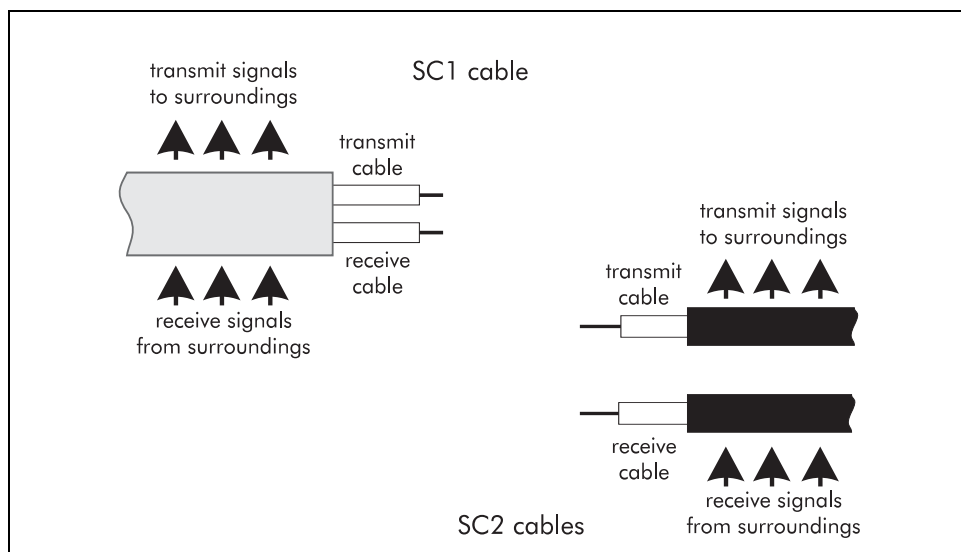 SC1 cable
transmit signals
to surroundings
transmit
cable
receive
cable
receive signals
from surroundings
transmit signals
to surroundings
transmit
cable
receive
cable
receive signals
from surroundings
SC2 cables